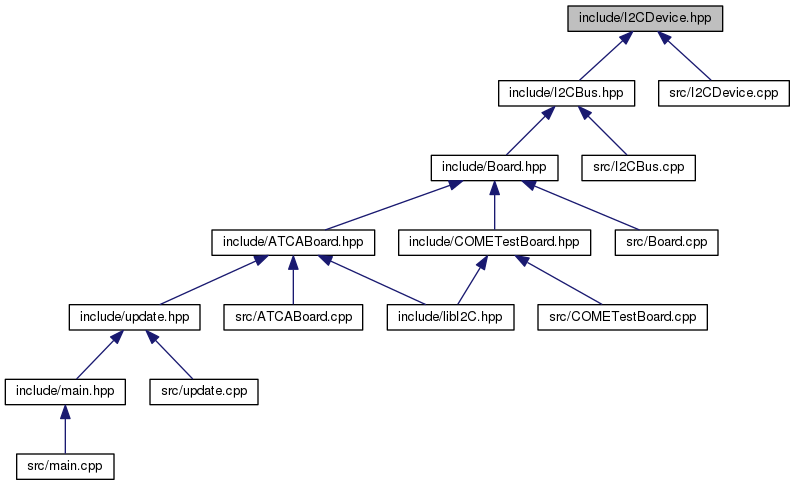 include/I2CDevice.hpp
include/I2CBus.hpp
src/I2CDevice.cpp
include/Board.hpp
src/I2CBus.cpp
include/ATCABoard.hpp
include/COMETestBoard.hpp
src/Board.cpp
include/update.hpp
src/ATCABoard.cpp
include/libI2C.hpp
src/COMETestBoard.cpp
include/main.hpp
src/update.cpp
src/main.cpp